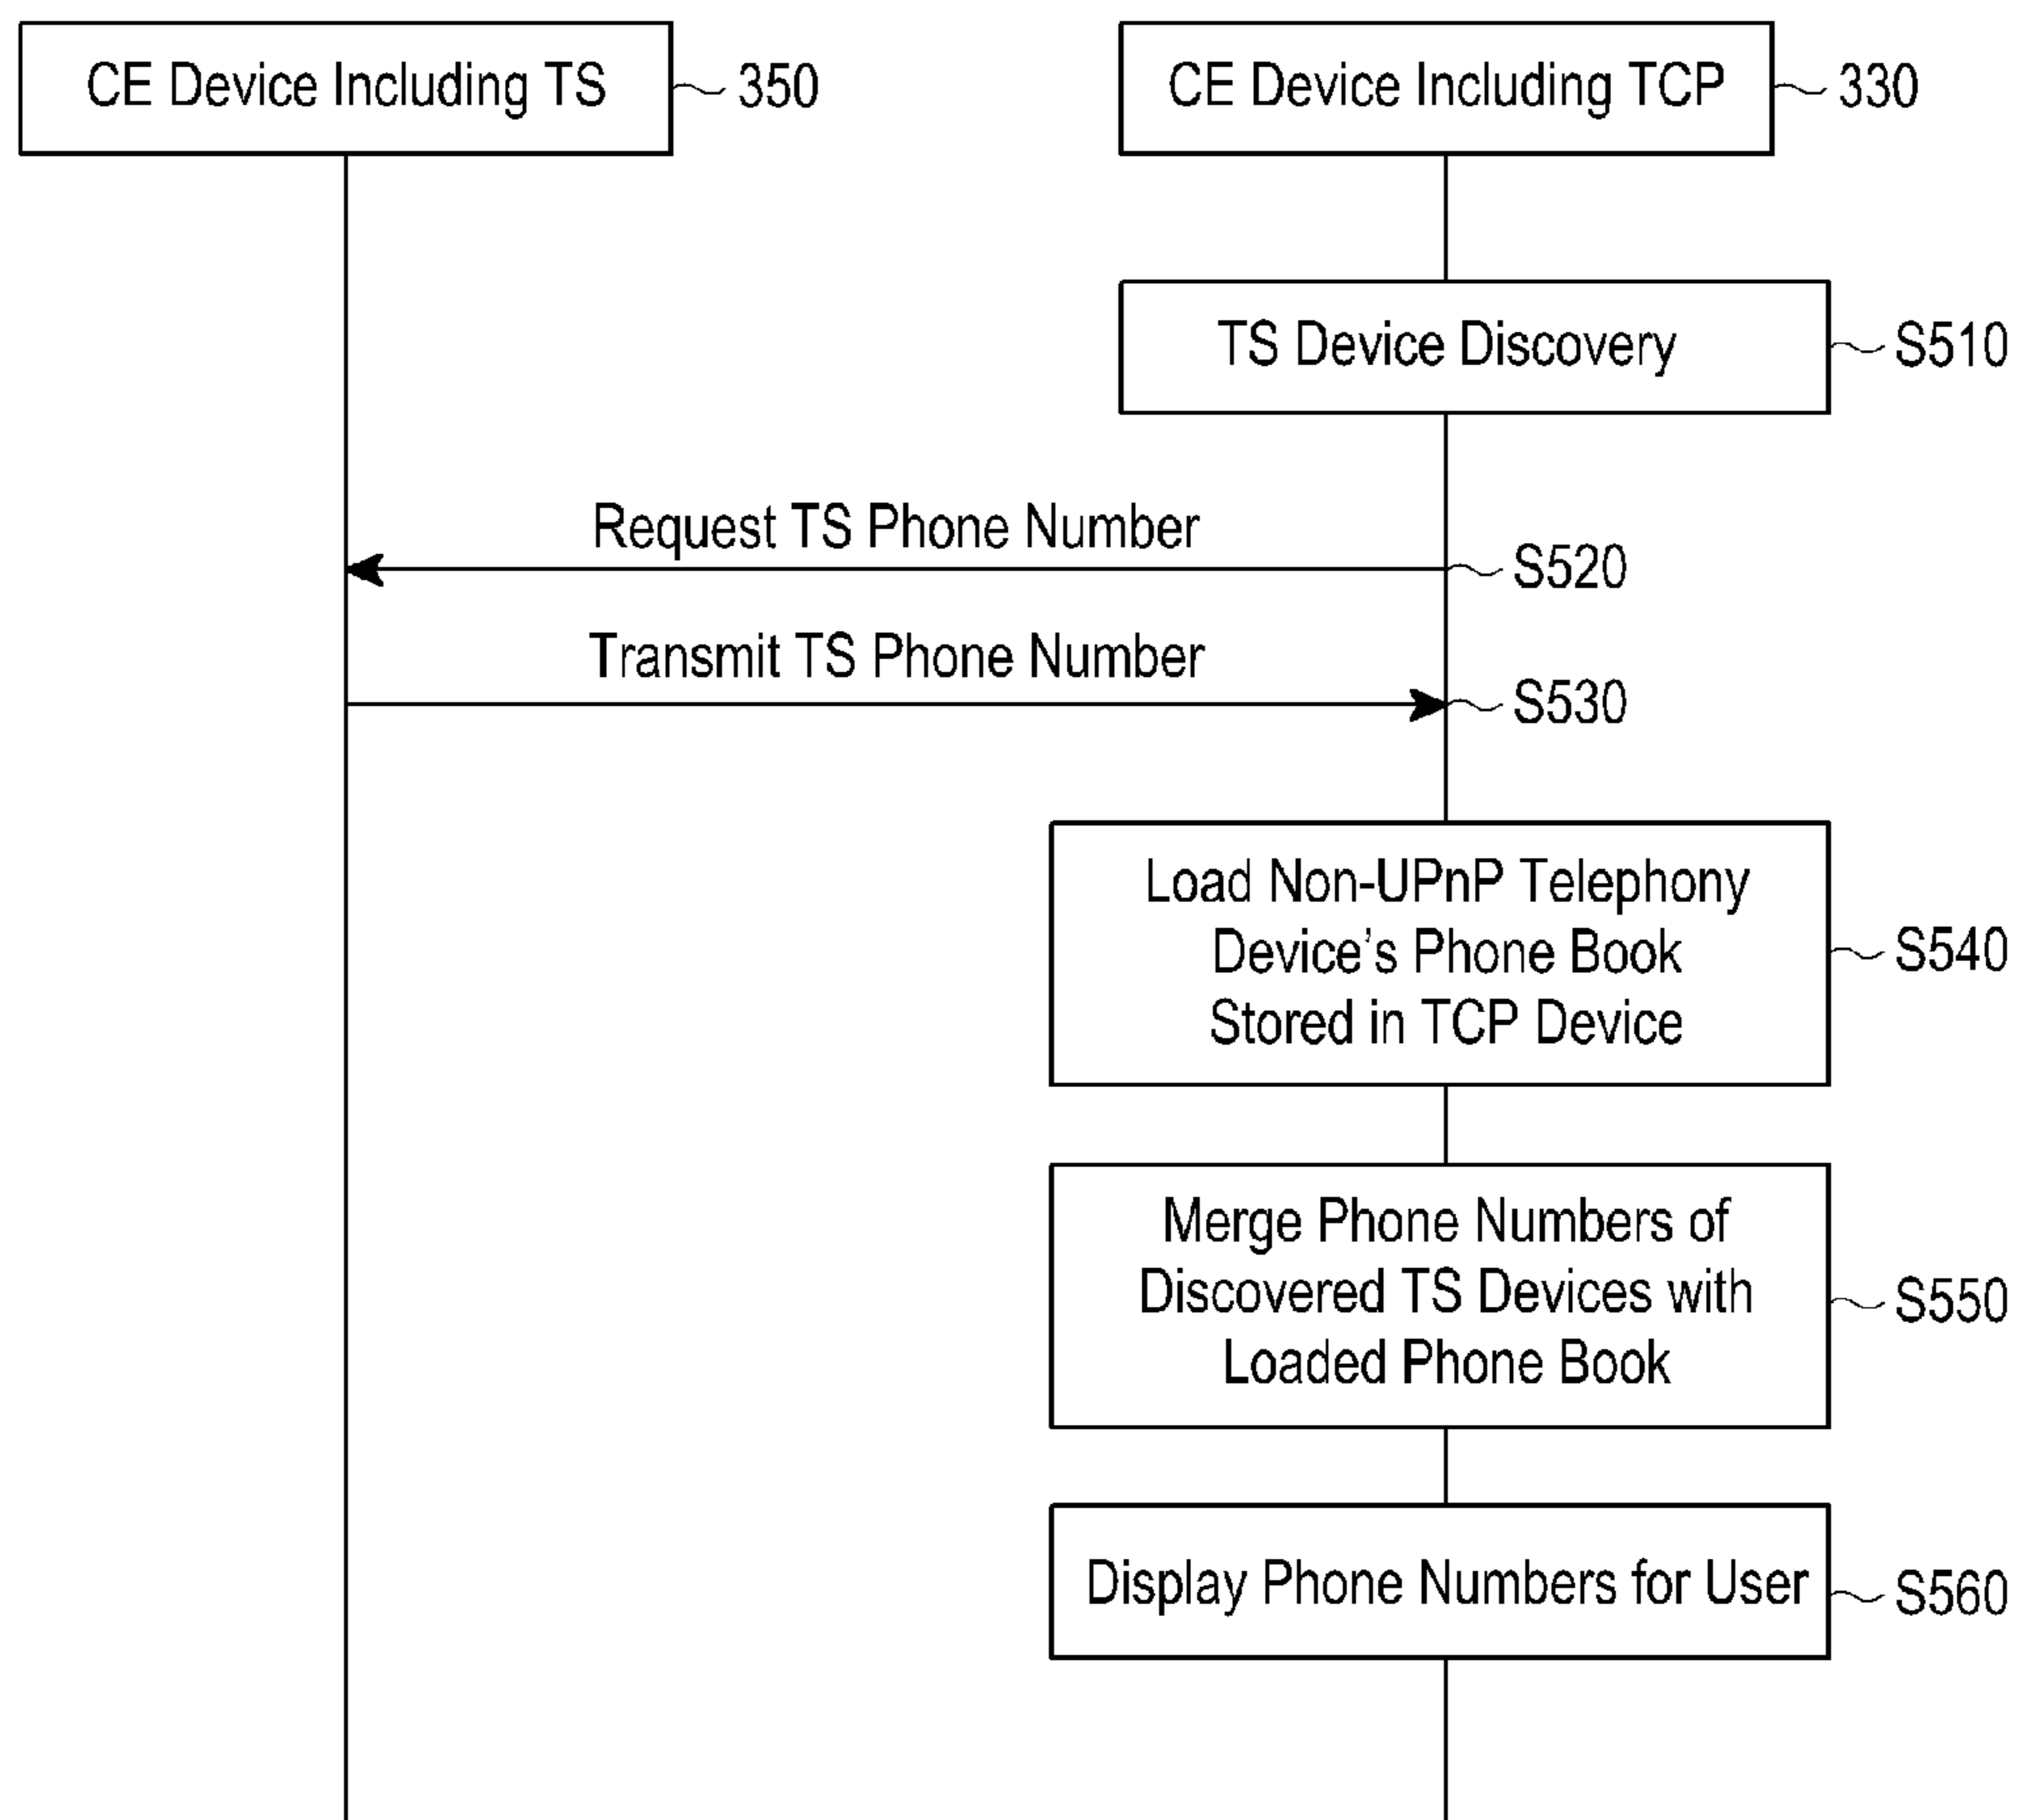 CE Device Including TS
350
CE Device Including TCP
330
TS Device Discovery
S510
Request TS Phone Number
S520
Transmit TS Phone Number
S530
Load Non-UPnP Telephony
Device's Phone Book
Stored in TCP Device
S540
Merge Phone Numbers of
Discovered TS Devices with
Loaded Phone Book
S550
Display Phone Numbers for User
S560